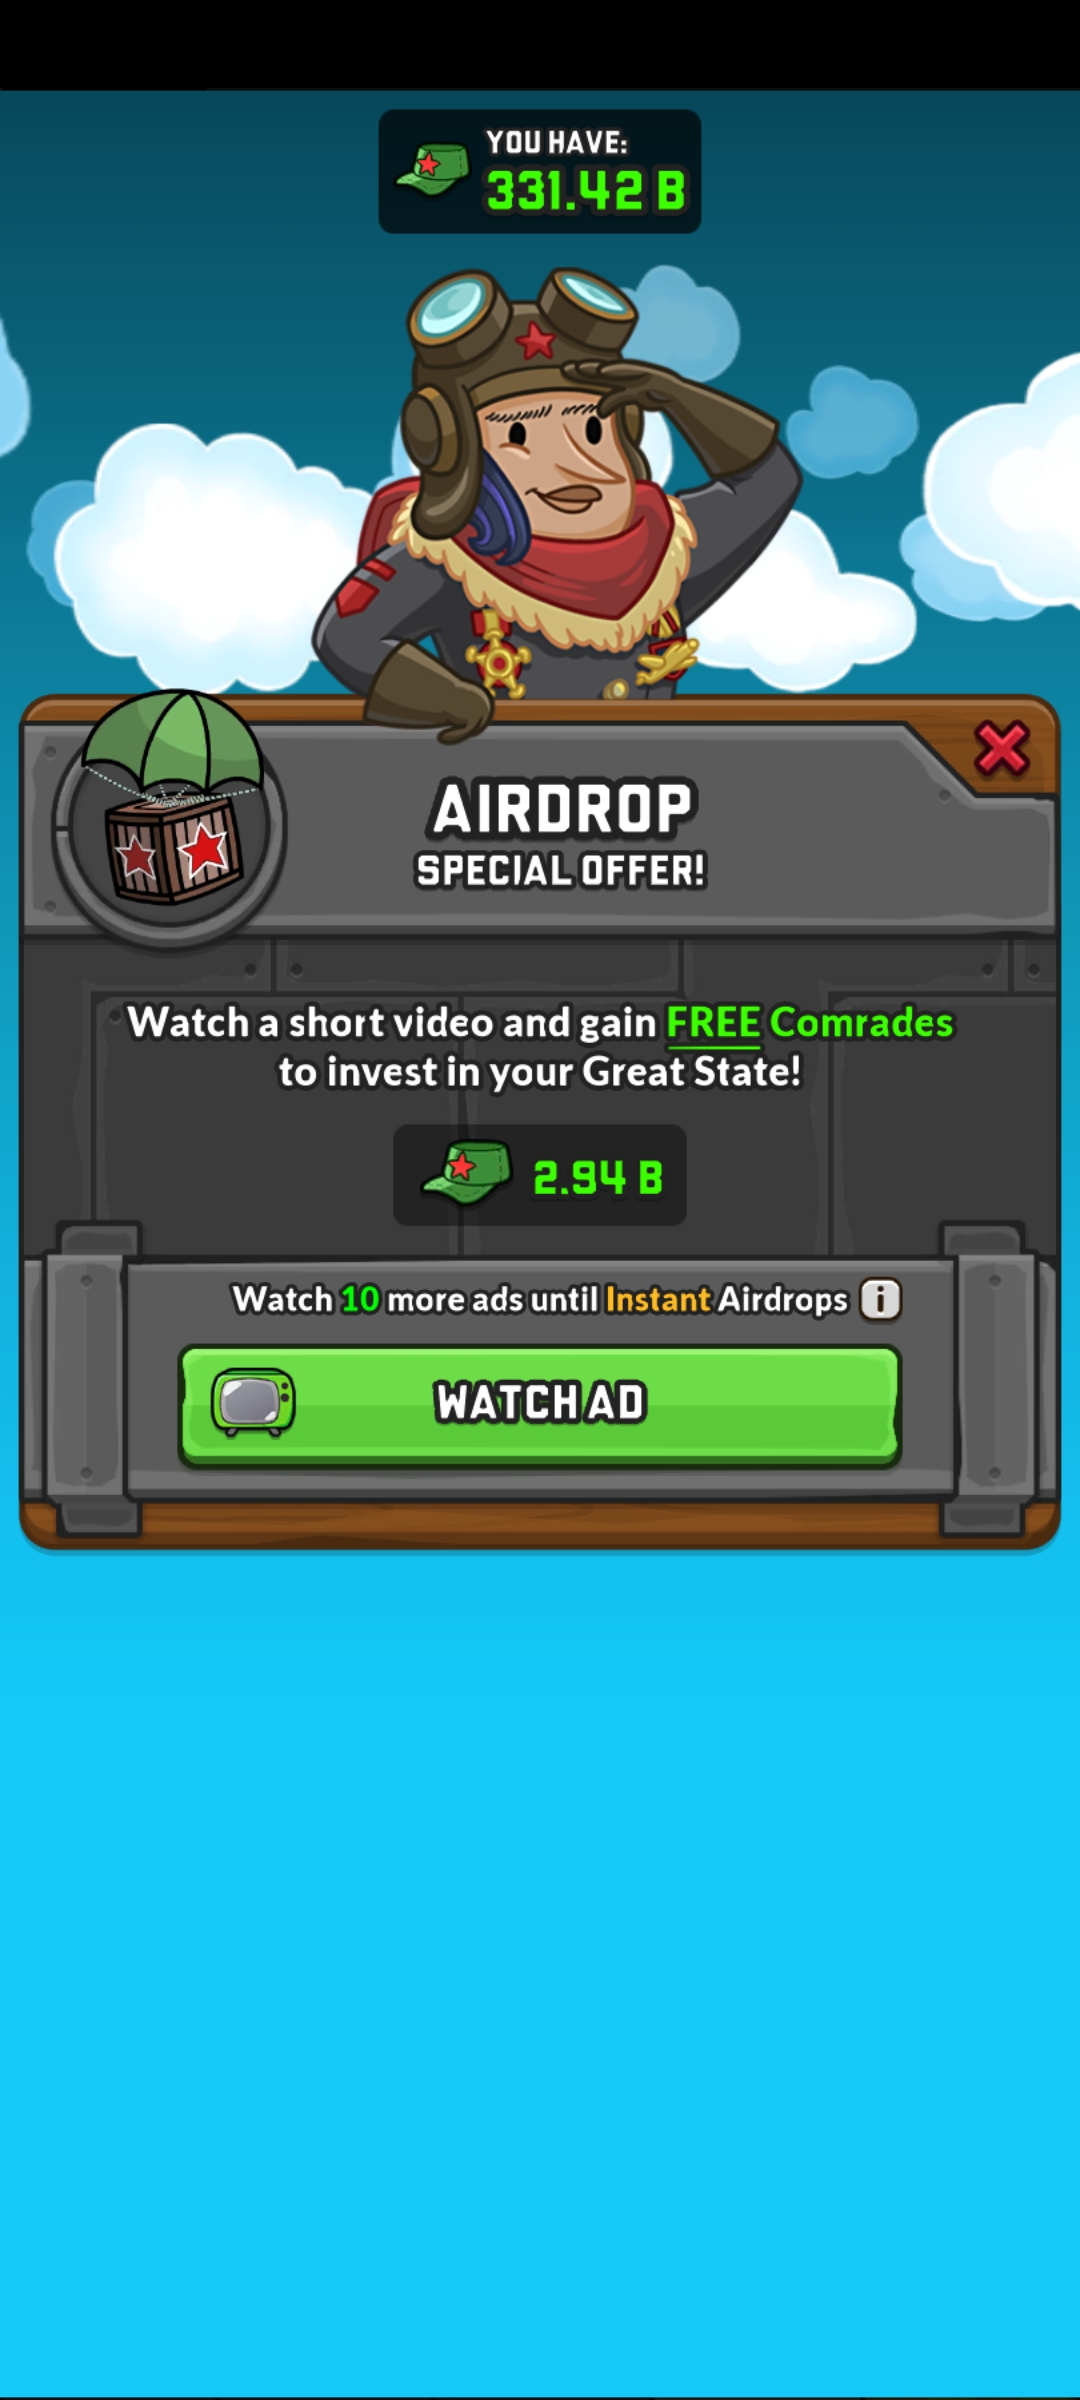 YOU HAVE:
331.42 B
AIRDROP
SPECIAL OFFER!
Watch a short video and gain FREE Comrades
to invest in your Great State!
2.94 B
Watch 10 more ads until Instant Airdrops i
WATCH AD